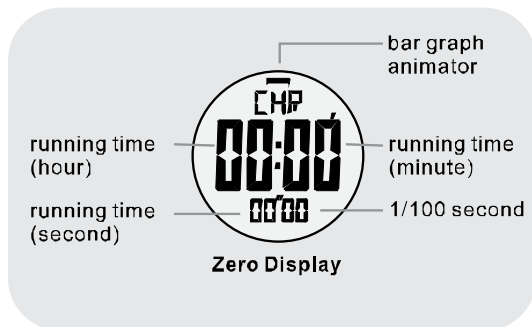 bar graph
animator
CHR
running time
(hour)
00:00'
running time
(minute)
running time
(second)
00'00
1/100 second
Zero Display